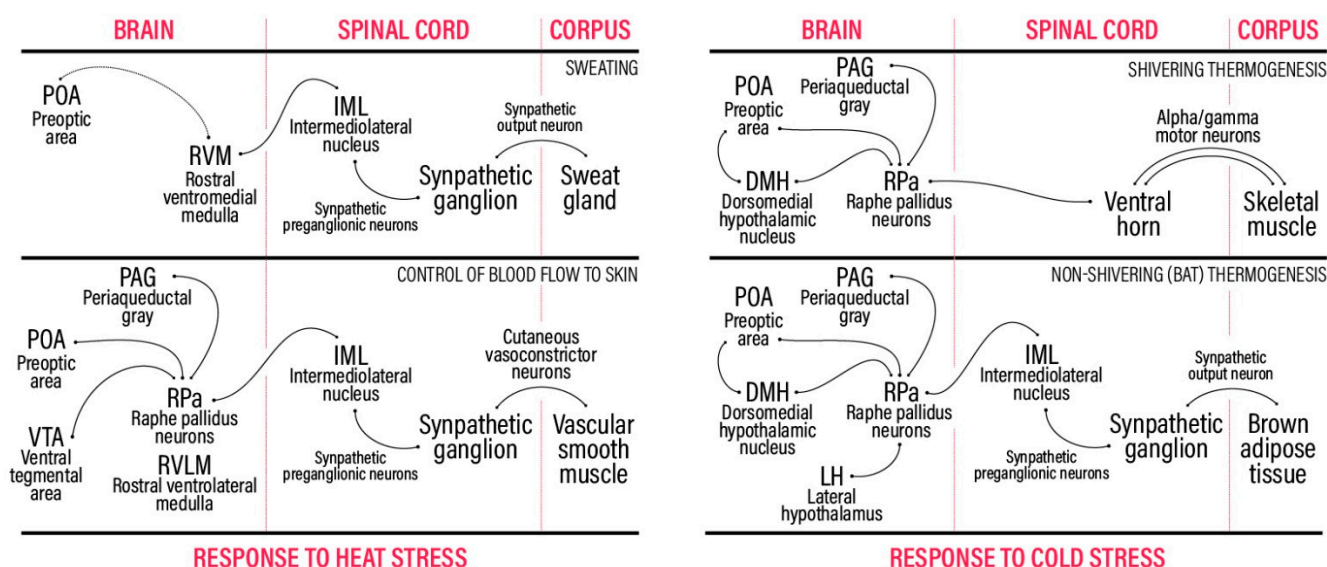 BRAIN
SPINAL CORD
CORPUS
SWEATING
POA
Preoptic
area
RVM
Rostral
ventromedial
medulla
IML
Intermediolateral
nucleus
Synpathetic
preganglionic neurons
Synpathetic
ganglion
Synpathetic
output neuron
Sweat
gland
CONTROL OF BLOOD FLOW TO SKIN
PAG
Periaqueductal
gray
POA
Preoptic
area
VTA
Ventral
tegmental
area
RPa
Raphe pallidus
neurons
RVLM
Rostral ventrolateral
medulla
IML
Intermediolateral
nucleus
Synpathetic
preganglionic neurons
Synpathetic
ganglion
Cutaneous
vasoconstrictor
neurons
Vascular
smooth
muscle
RESPONSE TO HEAT STRESS
BRAIN
SPINAL CORD
CORPUS
SHIVERING THERMOGENESIS
POA
Preoptic
area
PAG
Periaqueductal
gray
DMH
Dorsomedial
hypothalamic
nucleus
RPa
Raphe pallidus
neurons
Alpha/gamma
motor neurons
Ventral
horn
Skeletal
muscle
NON-SHIVERING (BAT) THERMOGENESIS
POA
Preoptic
area
PAG
Periaqueductal
gray
DMH
Dorsomedial
hypothalamic
nucleus
RPa
Raphe pallidus
neurons
LH
Lateral
hypothalamus
IML
Intermediolateral
nucleus
Synpathetic
preganglionic neurons
Synpathetic
ganglion
Synpathetic
output neuron
Brown
adipose
tissue
RESPONSE TO COLD STRESS